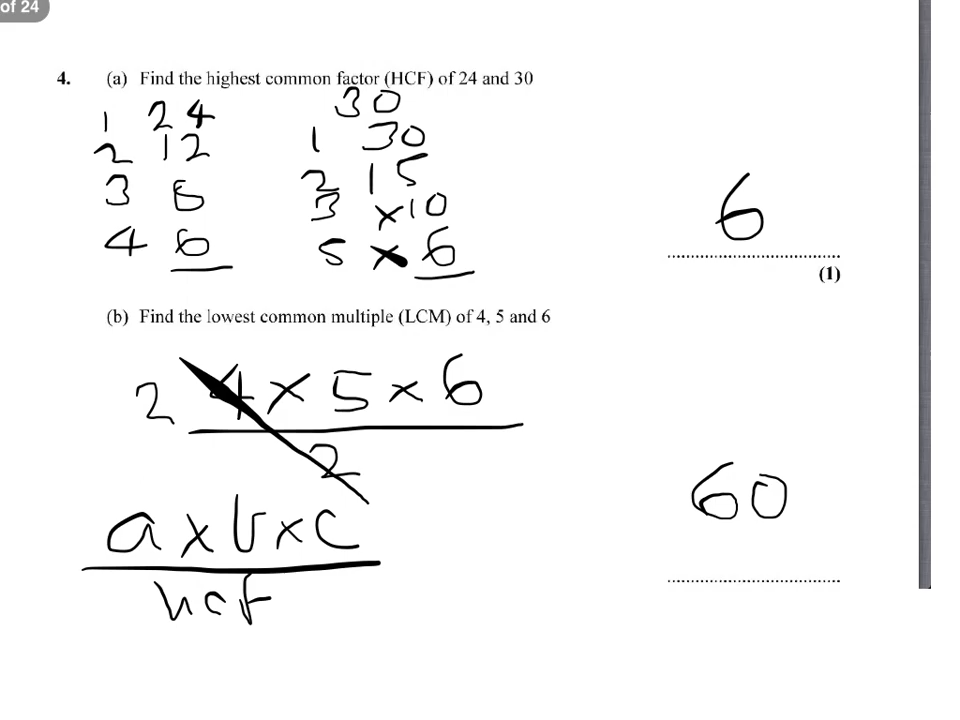 of 24
4. (a) Find the highest common factor (HCF) of 24 and 30
30
1 24
1 30
2 12
2 15
3 8
3 × 10
4 6
5 × 6
6
(1)
(b) Find the lowest common multiple (LCM) of 4, 5 and 6
2 4 × 5 × 6
2
60
a × b × c
hcf